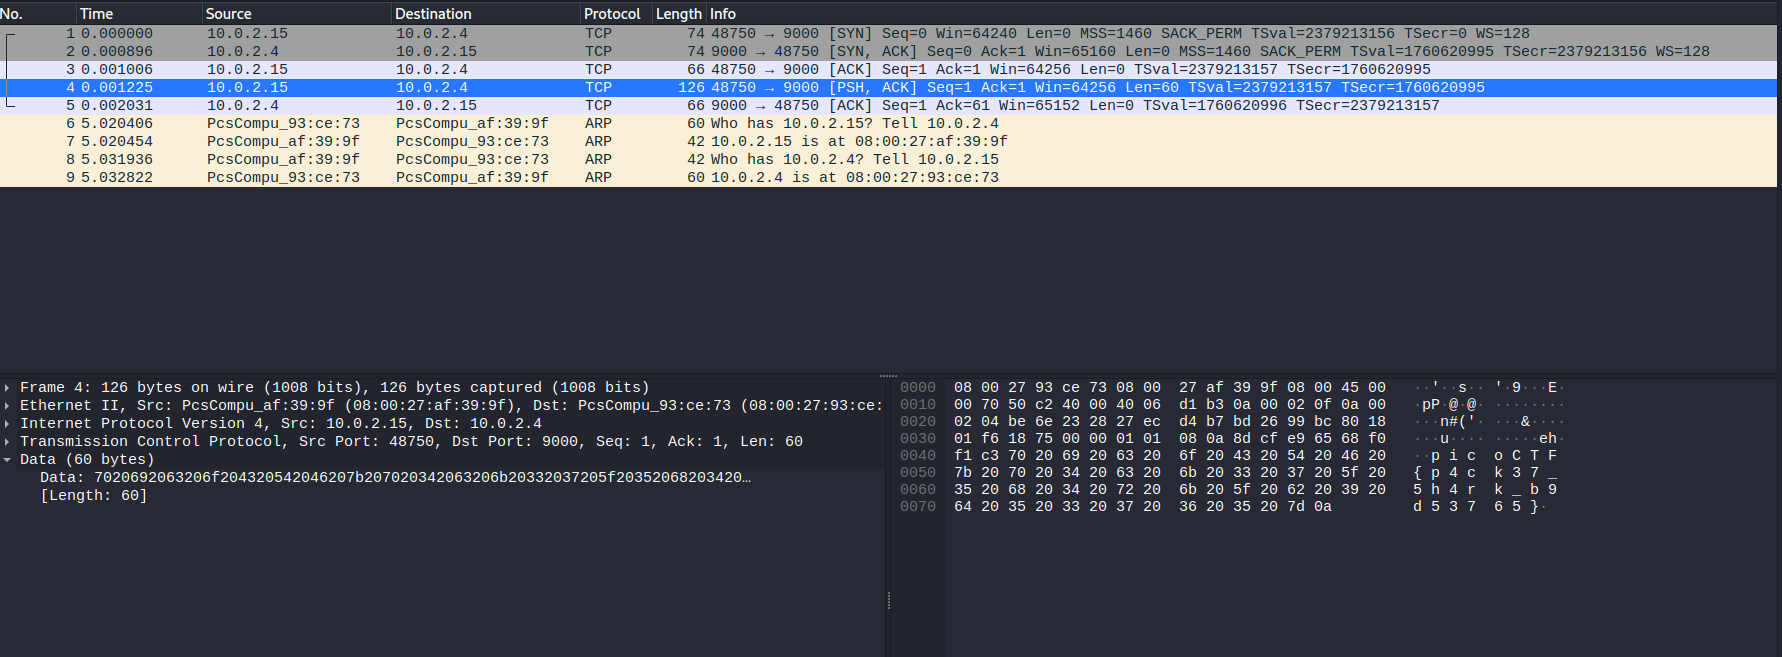 No. Time Source Destination Protocol Length Info
1 0.000000 10.0.2.15 10.0.2.4 TCP 74 48750 → 9000 [SYN] Seq=0 Win=64240 Len=0 MSS=1460 SACK_PERM TSval=2379213156 TSecr=0 WS=128
2 0.000896 10.0.2.4 10.0.2.15 TCP 74 9000 → 48750 [SYN, ACK] Seq=0 Ack=1 Win=65160 Len=0 MSS=1460 SACK_PERM TSval=1760620995 TSecr=2379213156 WS=128
3 0.001006 10.0.2.15 10.0.2.4 TCP 66 48750 → 9000 [ACK] Seq=1 Ack=1 Win=64256 Len=0 TSval=2379213157 TSecr=1760620995
4 0.001225 10.0.2.15 10.0.2.4 TCP 126 48750 → 9000 [PSH, ACK] Seq=1 Ack=1 Win=64256 Len=60 TSval=2379213157 TSecr=1760620995
5 0.002031 10.0.2.4 10.0.2.15 TCP 66 9000 → 48750 [ACK] Seq=1 Ack=61 Win=65152 Len=0 TSval=1760620996 TSecr=2379213157
6 5.020406 PcsCompu_93:ce:73 PcsCompu_af:39:9f ARP 60 Who has 10.0.2.15? Tell 10.0.2.4
7 5.020454 PcsCompu_af:39:9f PcsCompu_93:ce:73 ARP 42 10.0.2.15 is at 08:00:27:af:39:9f
8 5.031936 PcsCompu_af:39:9f PcsCompu_93:ce:73 ARP 42 Who has 10.0.2.4? Tell 10.0.2.15
9 5.032822 PcsCompu_93:ce:73 PcsCompu_af:39:9f ARP 60 10.0.2.4 is at 08:00:27:93:ce:73
Frame 4: 126 bytes on wire (1008 bits), 126 bytes captured (1008 bits)
Ethernet II, Src: PcsCompu_af:39:9f (08:00:27:af:39:9f), Dst: PcsCompu_93:ce:73 (08:00:27:93:ce:
Internet Protocol Version 4, Src: 10.0.2.15, Dst: 10.0.2.4
Transmission Control Protocol, Src Port: 48750, Dst Port: 9000, Seq: 1, Ack: 1, Len: 60
Data (60 bytes)
Data: 7020692063206f204320542046207b207020342063206b20332037205f20352068203420…
[Length: 60]
0000 08 00 27 93 ce 73 08 00 27 af 39 9f 08 00 45 00 ··'··s·· '·9···E·
0010 00 70 50 c2 40 00 40 06 d1 b3 0a 00 02 0f 0a 00 ·pP·@·@· ········
0020 02 04 be 6e 23 28 27 ec d4 b7 bd 26 99 bc 80 18 ···n#('· ···&····
0030 01 f6 18 75 00 00 01 01 08 0a 8d cf e9 65 68 f0 ···u···· ·····eh·
0040 f1 c3 70 20 69 20 63 20 6f 20 43 20 54 20 46 20 ··p i c o C T F
0050 7b 20 70 20 34 20 63 20 6b 20 33 20 37 20 5f 20 { p 4 c k 3 7 _
0060 35 20 68 20 34 20 72 20 6b 20 5f 20 62 20 39 20 5 h 4 r k _ b 9
0070 64 20 35 20 33 20 37 20 36 20 35 20 7d 0a d 5 3 7 6 5 }·